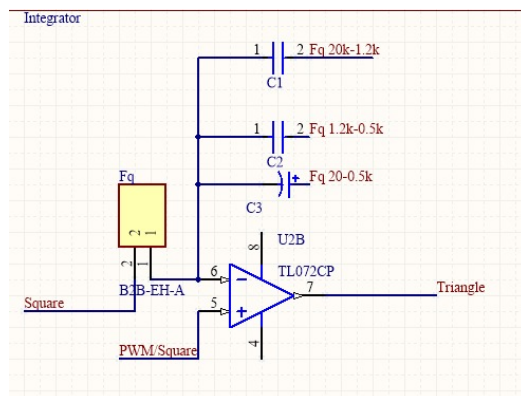 Integrator
1 2 Fq 20k-1.2k
C1
1 2 Fq 1.2k-0.5k
C2
+ Fq 20-0.5k
C3
Fq
2 1
2 1
B2B-EH-A
Square
PWM/Square
8
U2B
TL072CP
6 −
5 +
7
Triangle
4